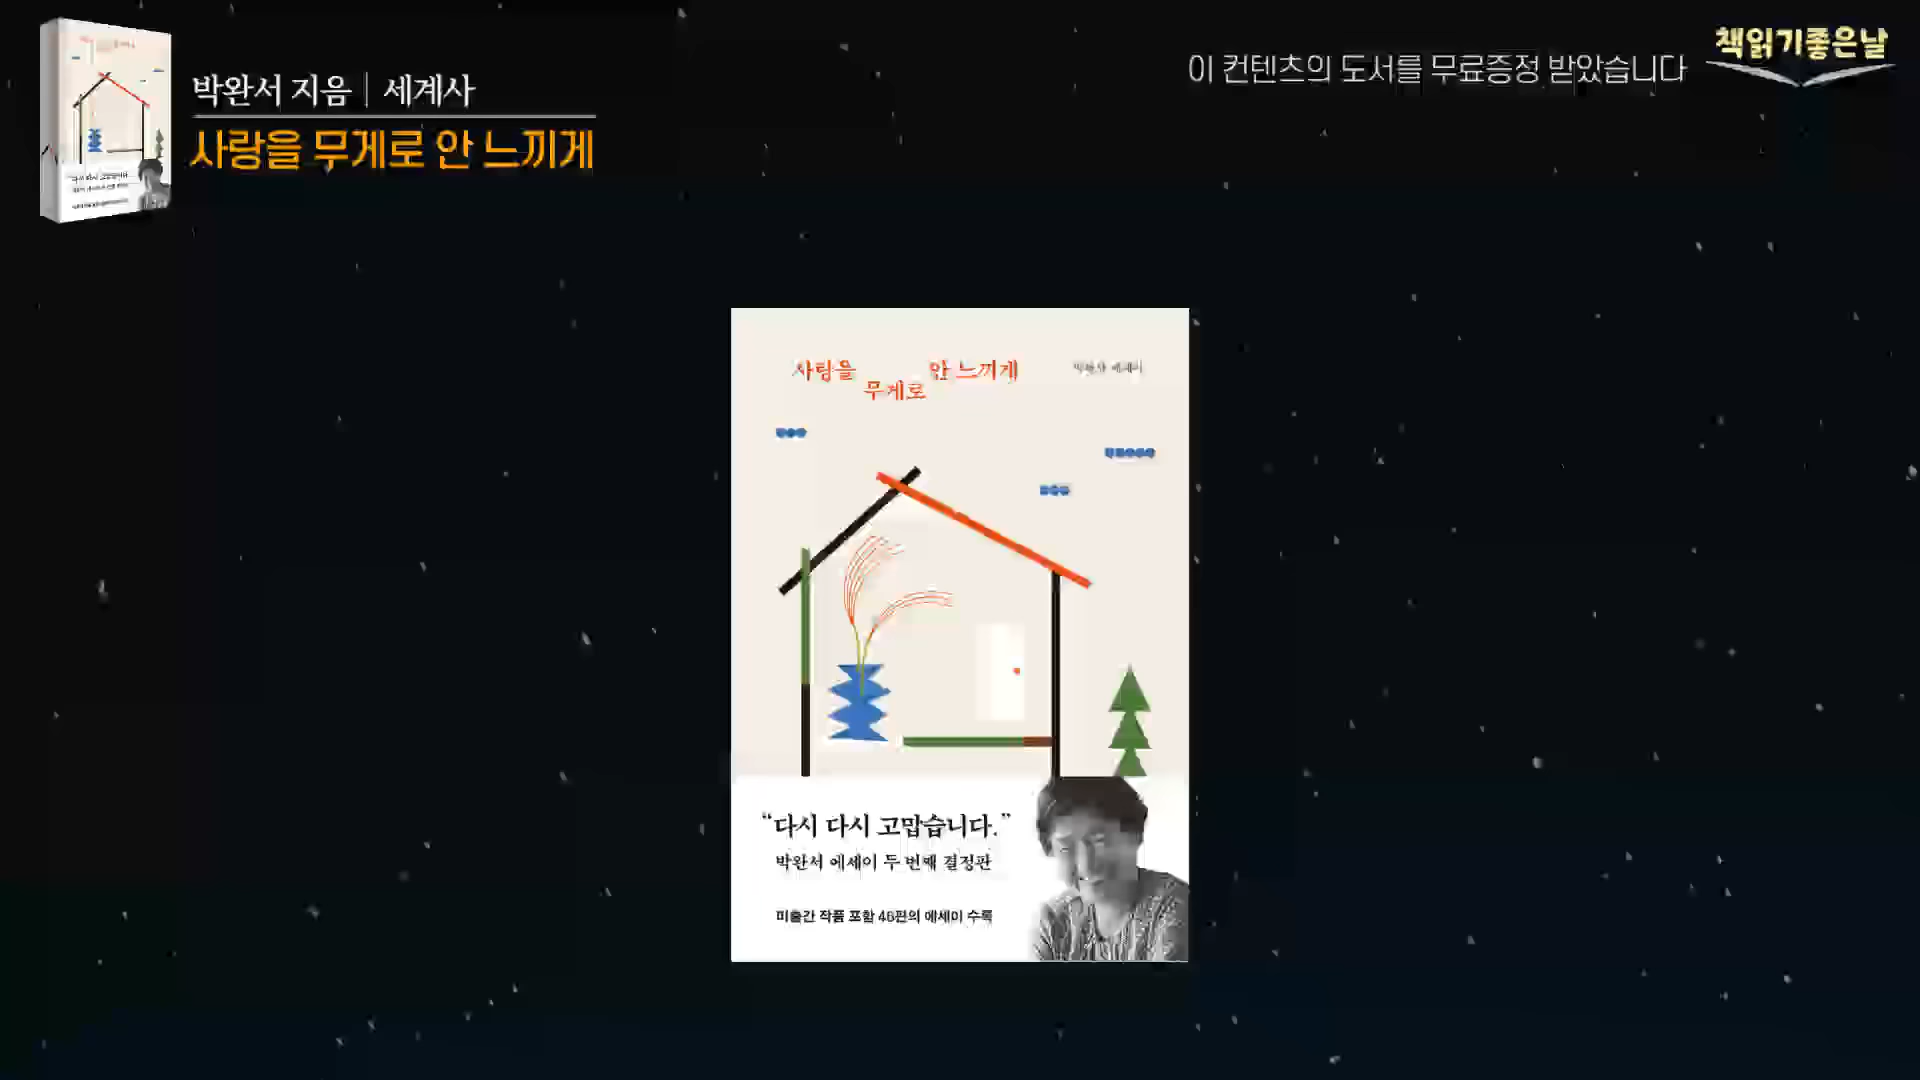 박완서 지음 | 세계사
사랑을 무게로 안 느끼게
이 컨텐츠의 도서를 무료증정 받았습니다
책읽기좋은날
사랑을 무게로 안 느끼게
박완서 에세이
“다시 다시 고맙습니다.”
박완서 에세이 두 번째 결정판
미출간 작품 포함 46편의 에세이 수록